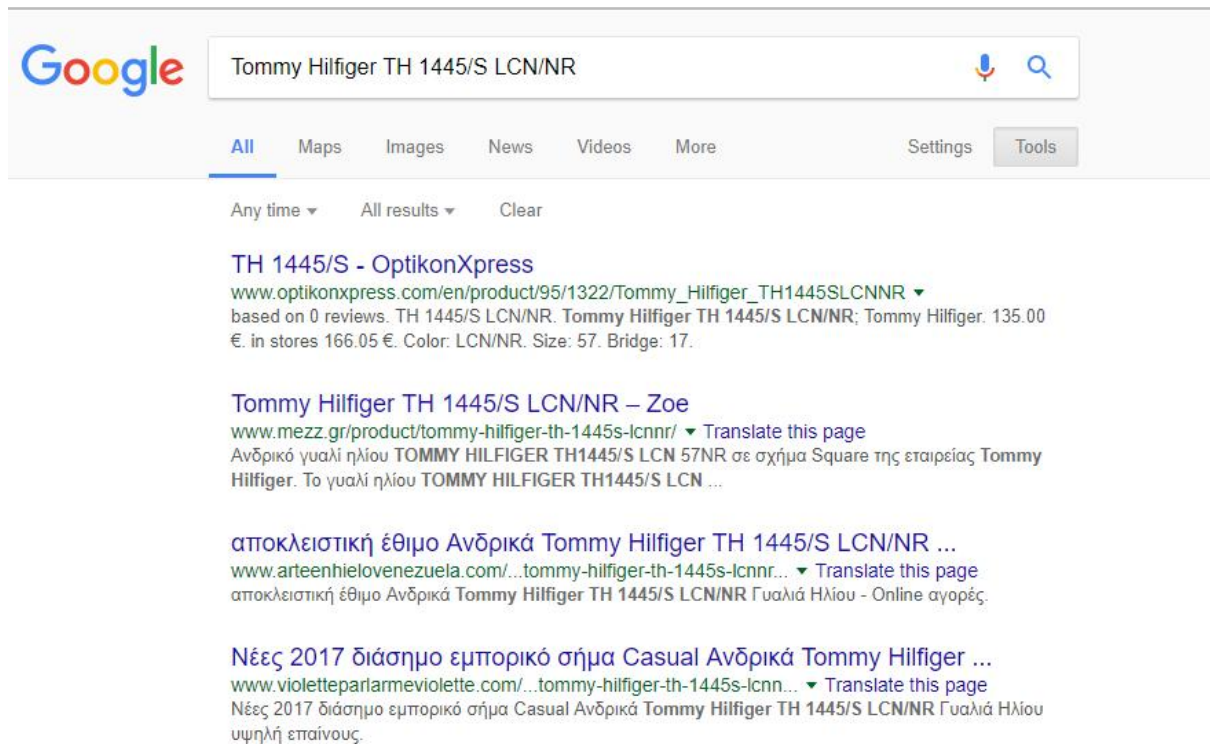 Google
Tommy Hilfiger TH 1445/S LCN/NR
All Maps Images News Videos More Settings Tools
Any time All results Clear
TH 1445/S - OptikonXpress
www.optikonxpress.com/en/product/95/1322/Tommy_Hilfiger_TH1445SLCNNR
based on 0 reviews. TH 1445/S LCN/NR. Tommy Hilfiger TH 1445/S LCN/NR; Tommy Hilfiger. 135.00
€. in stores 166.05 €. Color: LCN/NR. Size: 57. Bridge: 17.
Tommy Hilfiger TH 1445/S LCN/NR – Zoe
www.mezz.gr/product/tommy-hilfiger-th-1445s-lcnnr/ Translate this page
Ανδρικό γυαλί ηλίου TOMMY HILFIGER TH1445/S LCN 57NR σε σχήμα Square της εταιρείας Tommy
Hilfiger. Το γυαλί ηλίου TOMMY HILFIGER TH1445/S LCN ...
αποκλειστική έθιμο Ανδρικά Tommy Hilfiger TH 1445/S LCN/NR ...
www.arteenhielovenezuela.com/...tommy-hilfiger-th-1445s-lcnnr... Translate this page
αποκλειστική έθιμο Ανδρικά Tommy Hilfiger TH 1445/S LCN/NR Γυαλιά Ηλίου - Online αγορές.
Νέες 2017 διάσημο εμπορικό σήμα Casual Ανδρικά Tommy Hilfiger ...
www.violetteparlarmeviolette.com/...tommy-hilfiger-th-1445s-lcnn... Translate this page
Νέες 2017 διάσημο εμπορικό σήμα Casual Ανδρικά Tommy Hilfiger TH 1445/S LCN/NR Γυαλιά Ηλίου
υψηλή επαίνους.